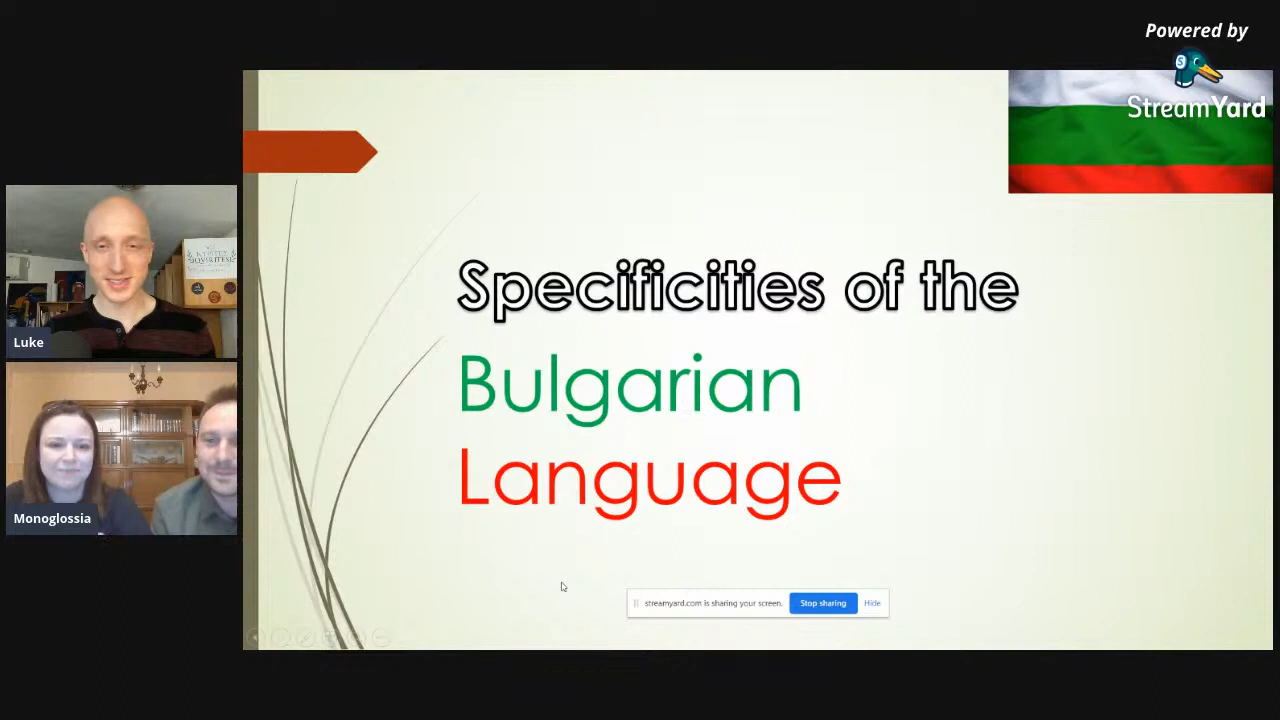 Powered by
StreamYard
Specificities of the
Bulgarian
Language
Luke
Monoglossia
streamyard.com is sharing your screen.
Stop sharing
Hide